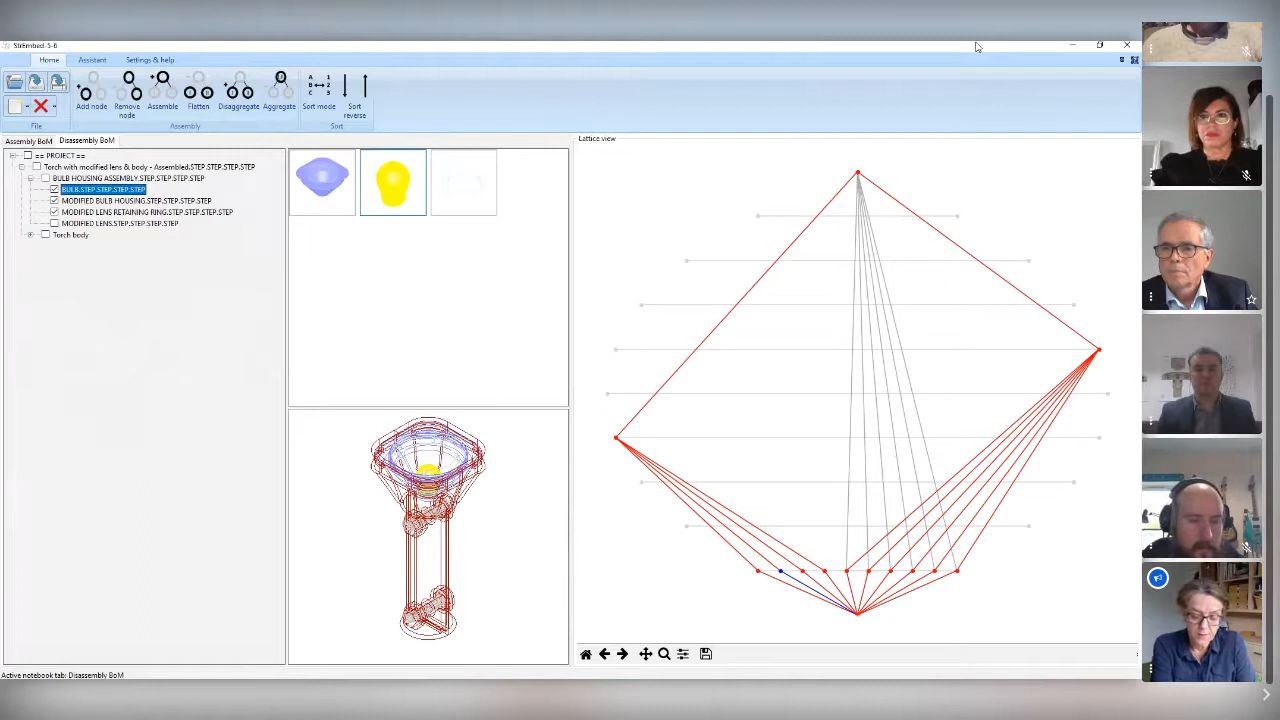 StrEmbed-5-6
Home Assistant Settings & help
Add node
Remove node
Assemble
Flatten
Disaggregate
Aggregate
Sort mode
Sort reverse
File
Assembly
Sort
Assembly BoM
Disassembly BoM
== PROJECT ==
Torch with modified lens & body - Assembled.STEP.STEP.STEP.STEP
BULB HOUSING ASSEMBLY.STEP.STEP.STEP.STEP
BULB.STEP.STEP.STEP.STEP
MODIFIED BULB HOUSING.STEP.STEP.STEP.STEP
MODIFIED LENS RETAINING RING.STEP.STEP.STEP.STEP
MODIFIED LENS.STEP.STEP.STEP.STEP
Torch body
Lattice view
Active notebook tab: Disassembly BoM